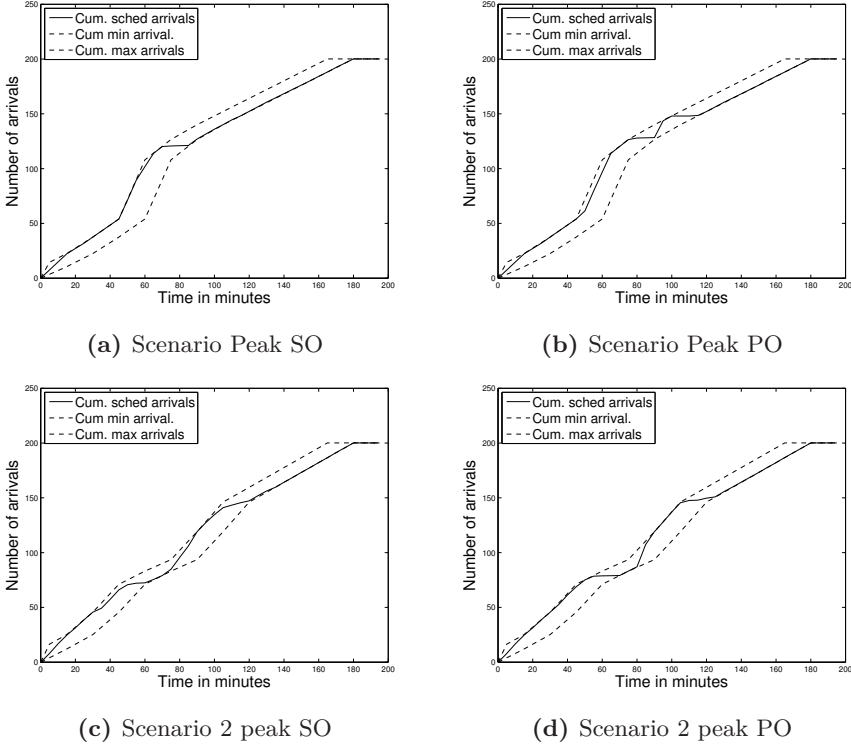 Cum. sched arrivals
Cum min arrival.
Cum. max arrivals
Number of arrivals
250
200
150
100
50
0
0 20 40 60 80 100 120 140 160 180 200
Time in minutes
(a) Scenario Peak SO
Cum. sched arrivals
Cum min arrival.
Cum. max arrivals
Number of arrivals
250
200
150
100
50
0
0 20 40 60 80 100 120 140 160 180 200
Time in minutes
(b) Scenario Peak PO
Cum. sched arrivals
Cum min arrival.
Cum. max arrivals
Number of arrivals
250
200
150
100
50
0
0 20 40 60 80 100 120 140 160 180 200
Time in minutes
(c) Scenario 2 peak SO
Cum. sched arrivals
Cum min arrival.
Cum. max arrivals
Number of arrivals
250
200
150
100
50
0
0 20 40 60 80 100 120 140 160 180 200
Time in minutes
(d) Scenario 2 peak PO